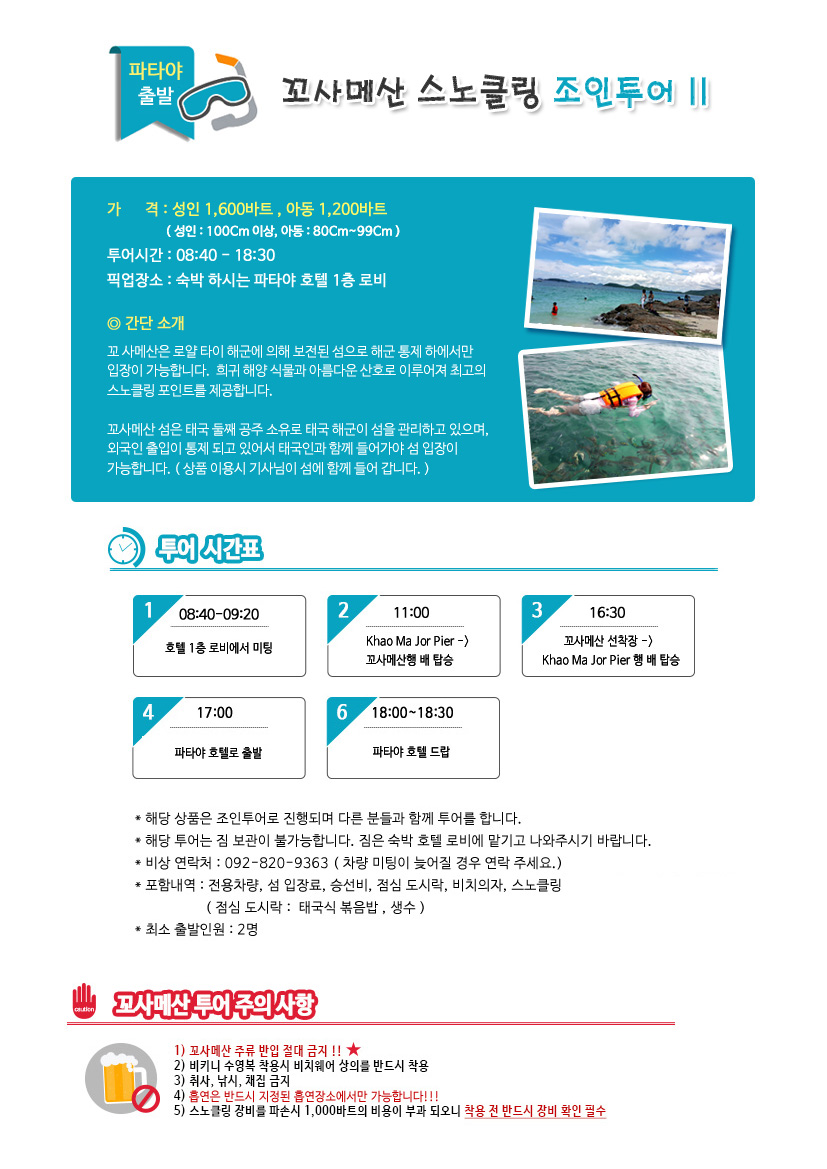 파타야
출발
꼬사메산 스노클링 조인투어 II
가 격 : 성인 1,600바트 , 아동 1,200바트
( 성인 : 100Cm 이상, 아동 : 80Cm~99Cm )
투어시간 : 08:40 - 18:30
픽업장소 : 숙박 하시는 파타야 호텔 1층 로비
◎ 간단 소개
꼬 사메산은 로얄 타이 해군에 의해 보전된 섬으로 해군 통제 하에서만
입장이 가능합니다. 희귀 해양 식물과 아름다운 산호로 이루어져 최고의
스노클링 포인트를 제공합니다.
꼬사메산 섬은 태국 둘째 공주 소유로 태국 해군이 섬을 관리하고 있으며,
외국인 출입이 통제 되고 있어서 태국인과 함께 들어가야 섬 입장이
가능합니다. ( 상품 이용시 기사님이 섬에 함께 들어 갑니다. )
투어 시간표
1 08:40-09:20
호텔 1층 로비에서 미팅
2 11:00
Khao Ma Jor Pier ->
꼬사메산행 배 탑승
3 16:30
꼬사메산 선착장 ->
Khao Ma Jor Pier 행 배 탑승
4 17:00
파타야 호텔로 출발
6 18:00~18:30
파타야 호텔 드랍
* 해당 상품은 조인투어로 진행되며 다른 분들과 함께 투어를 합니다.
* 해당 투어는 짐 보관이 불가능합니다. 짐은 숙박 호텔 로비에 맡기고 나와주시기 바랍니다.
* 비상 연락처 : 092-820-9363 ( 차량 미팅이 늦어질 경우 연락 주세요.)
* 포함내역 : 전용차량, 섬 입장료, 승선비, 점심 도시락, 비치의자, 스노클링
( 점심 도시락 : 태국식 볶음밥 , 생수 )
* 최소 출발인원 : 2명
caution
꼬사메산 투어 주의 사항
1) 꼬사메산 주류 반입 절대 금지 !! ★
2) 비키니 수영복 착용시 비치웨어 상의를 반드시 착용
3) 취사, 낚시, 채집 금지
4) 흡연은 반드시 지정된 흡연장소에서만 가능합니다!!!
5) 스노클링 장비를 파손시 1,000바트의 비용이 부과 되오니 착용 전 반드시 장비 확인 필수